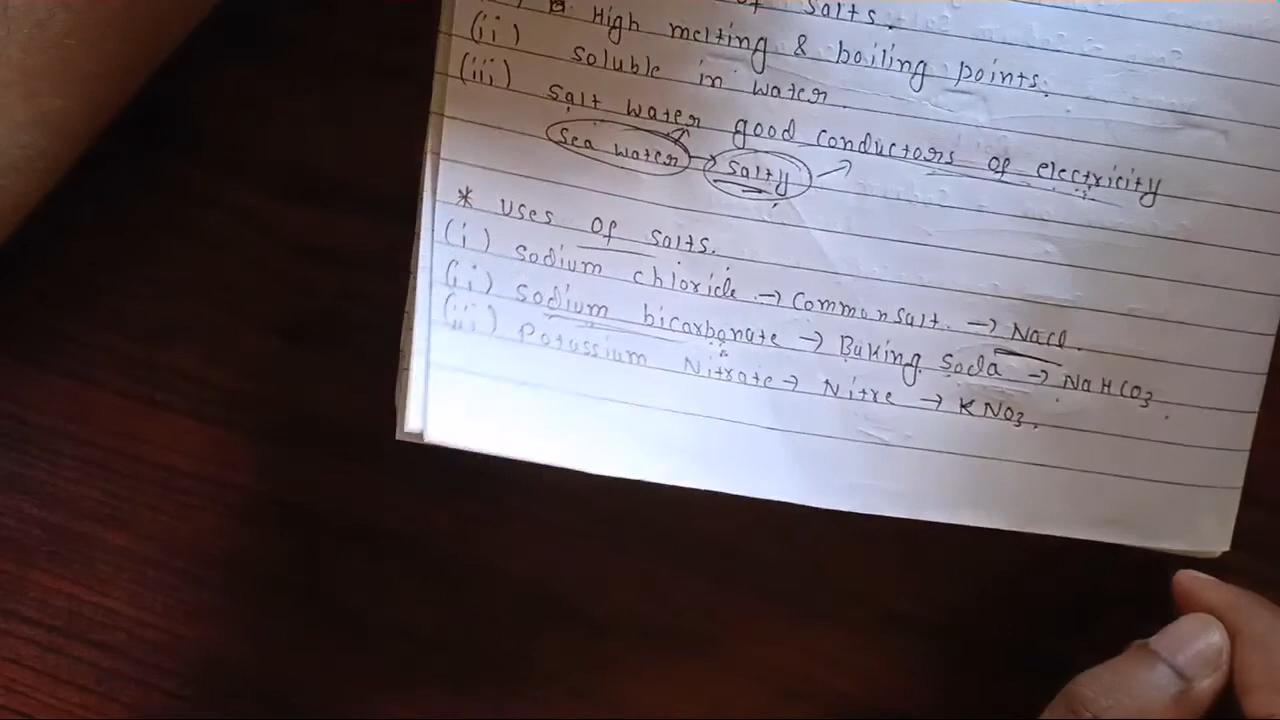 of salts.
High melting & boiling points.
(ii) soluble in water.
(iii) Salt water good conductors of electricity
Sea water → Salty
* Uses of salts.
(i) Sodium chloride → Common salt. → NaCl.
(ii) Sodium bicarbonate → Baking Soda → NaHCO3.
(iii) Potassium Nitrate → Nitre → KNO3.